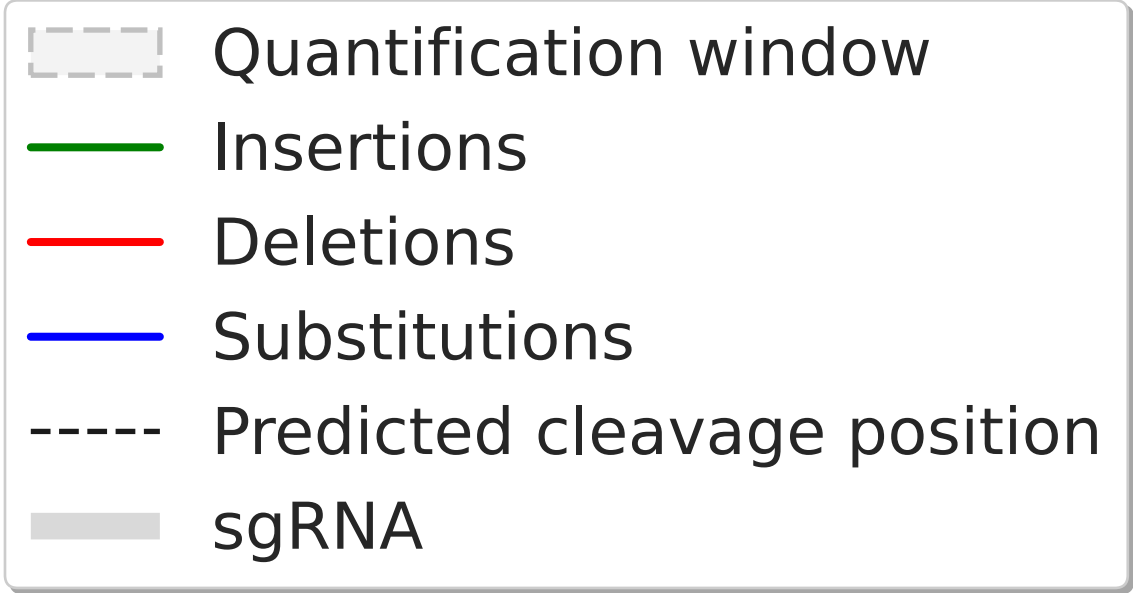 Quantification window
Insertions
Deletions
Substitutions
Predicted cleavage position
sgRNA